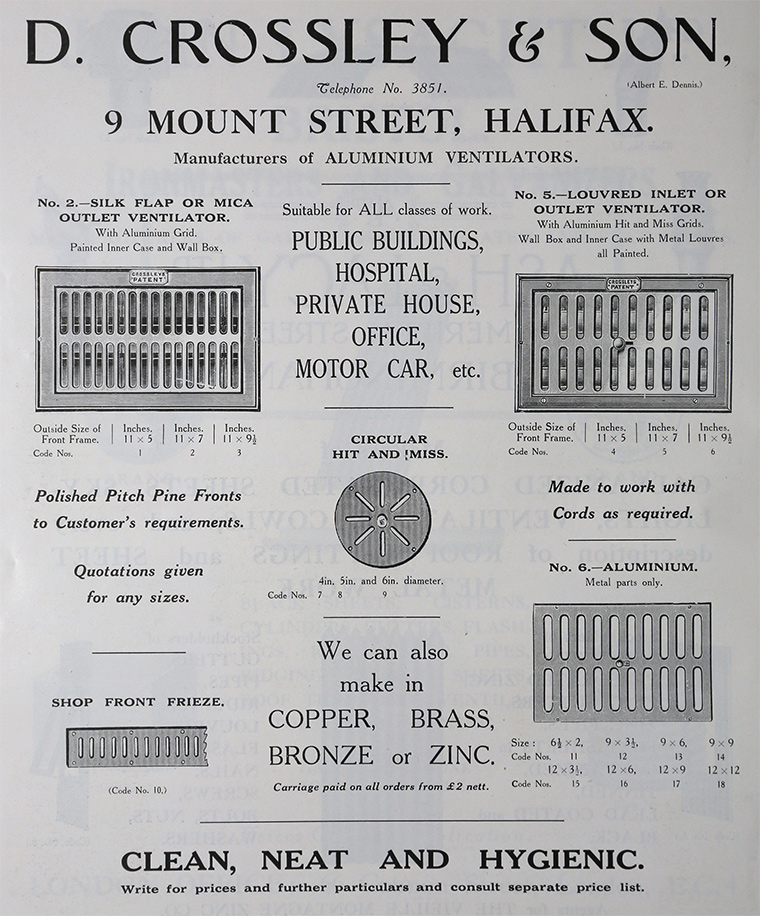 D. CROSSLEY & SON,
Telephone No. 3851.
(Albert E. Dennis.)
9 MOUNT STREET, HALIFAX.
Manufacturers of ALUMINIUM VENTILATORS.
No. 2.—SILK FLAP OR MICA
OUTLET VENTILATOR.
With Aluminium Grid.
Painted Inner Case and Wall Box.
CROSSLEYS
"PATENT"
Outside Size of | Inches. | Inches. | Inches.
Front Frame. | 11 × 5 | 11 × 7 | 11 × 9½
Code Nos. 1 2 3
Polished Pitch Pine Fronts
to Customer's requirements.
Quotations given
for any sizes.
SHOP FRONT FRIEZE.
(Code No. 10.)
Suitable for ALL classes of work.
PUBLIC BUILDINGS,
HOSPITAL,
PRIVATE HOUSE,
OFFICE,
MOTOR CAR, etc.
CIRCULAR
HIT AND MISS.
4in. 5in. and 6in. diameter.
Code Nos. 7 8 9
We can also
make in
COPPER, BRASS,
BRONZE or ZINC.
Carriage paid on all orders from £2 nett.
No. 5.—LOUVRED INLET OR
OUTLET VENTILATOR.
With Aluminium Hit and Miss Grids.
Wall Box and Inner Case with Metal Louvres
all Painted.
CROSSLEYS
"PATENT"
Outside Size of | Inches. | Inches. | Inches.
Front Frame. | 11 × 5 | 11 × 7 | 11 × 9½
Code Nos. 4 5 6
Made to work with
Cords as required.
No. 6.—ALUMINIUM.
Metal parts only.
Size : 6½ × 2, 9 × 3½, 9 × 6, 9 × 9
Code Nos. 11 12 13 14
12 × 3½, 12 × 6, 12 × 9 12 × 12
Code Nos. 15 16 17 18
CLEAN, NEAT AND HYGIENIC.
Write for prices and further particulars and consult separate price list.